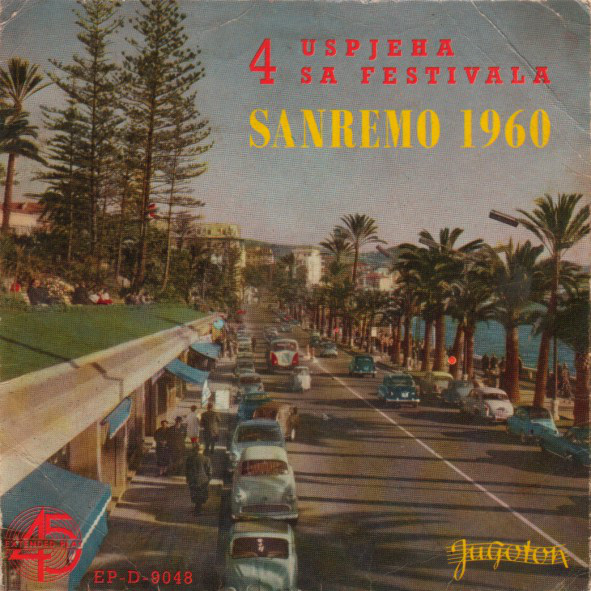 4 USPJEHA
SA FESTIVALA
SANREMO 1960
45
EP-D-9048
Jugoton